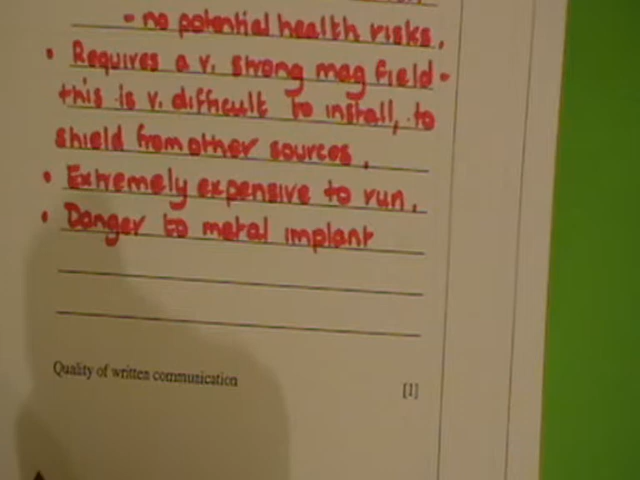 - no potential health risks.
• Requires a v. strong mag field -
this is v. difficult to install, to
shield from other sources.
• Extremely expensive to run.
• Danger to metal implant
Quality of written communication
[1]